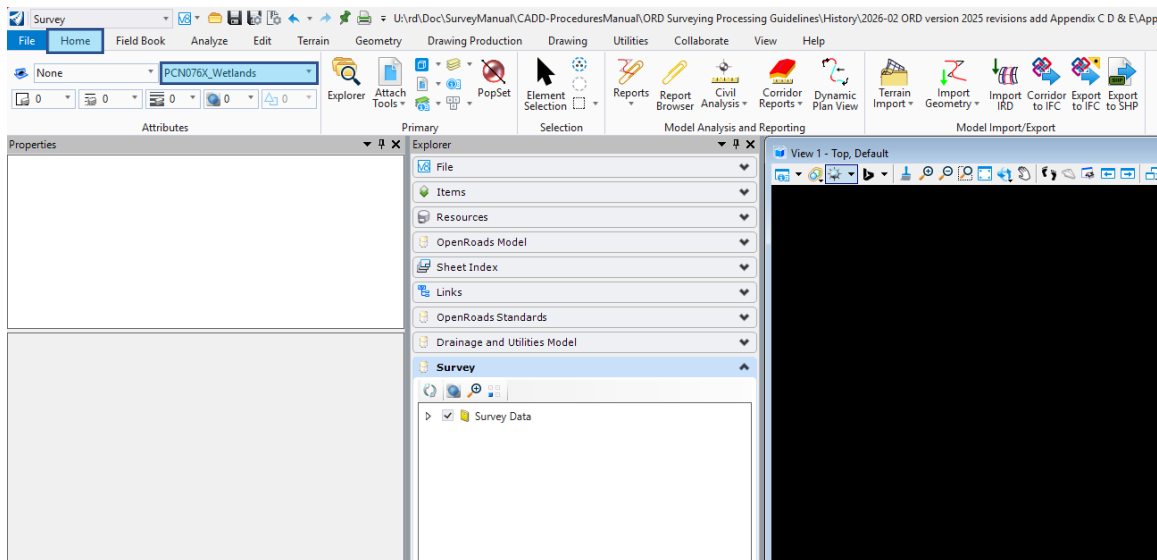 Survey U:\rd\Doc\SurveyManual\CADD-ProceduresManual\ORD Surveying Processing Guidelines\History\2026-02 ORD version 2025 revisions add Appendix C D & E\App
File Home Field Book Analyze Edit Terrain Geometry Drawing Production Drawing Utilities Collaborate View Help
None PCN076X_Wetlands
0 0 0 0 0
Explorer Attach Tools PopSet Element Selection Reports Report Browser Civil Analysis Corridor Reports Dynamic Plan View Terrain Import Import Geometry Import IRD Corridor to IFC Export to IFC Export to SHP
Attributes Primary Selection Model Analysis and Reporting Model Import/Export
Properties Explorer
View 1 - Top, Default
File
Items
Resources
OpenRoads Model
Sheet Index
Links
OpenRoads Standards
Drainage and Utilities Model
Survey
Survey Data